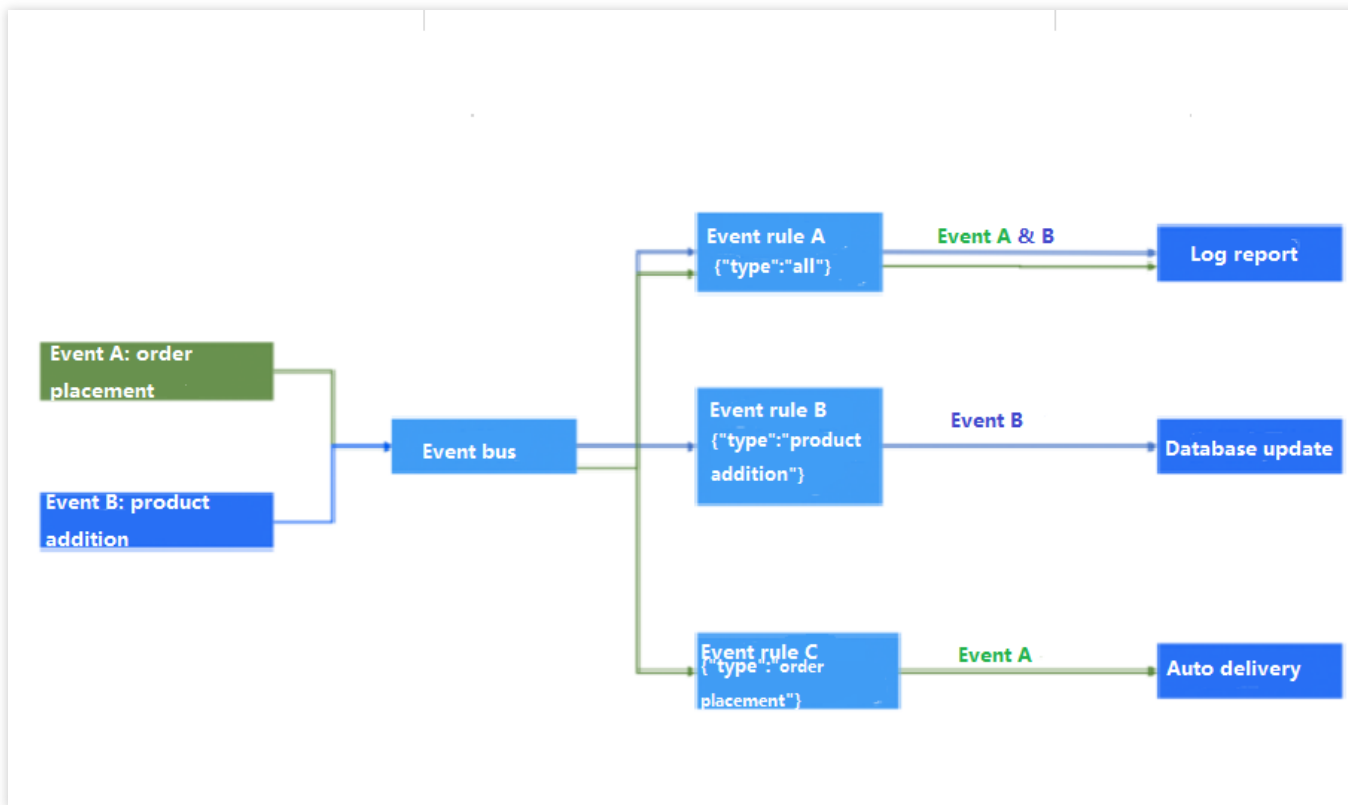 Event rule A
{"type":"all"}
Event A & B
Log report
Event A: order
placement
Event rule B
{"type":"product
addition"}
Event B
Database update
Event bus
Event B: product
addition
Event rule C
{"type":"order
placement"}
Event A
Auto delivery